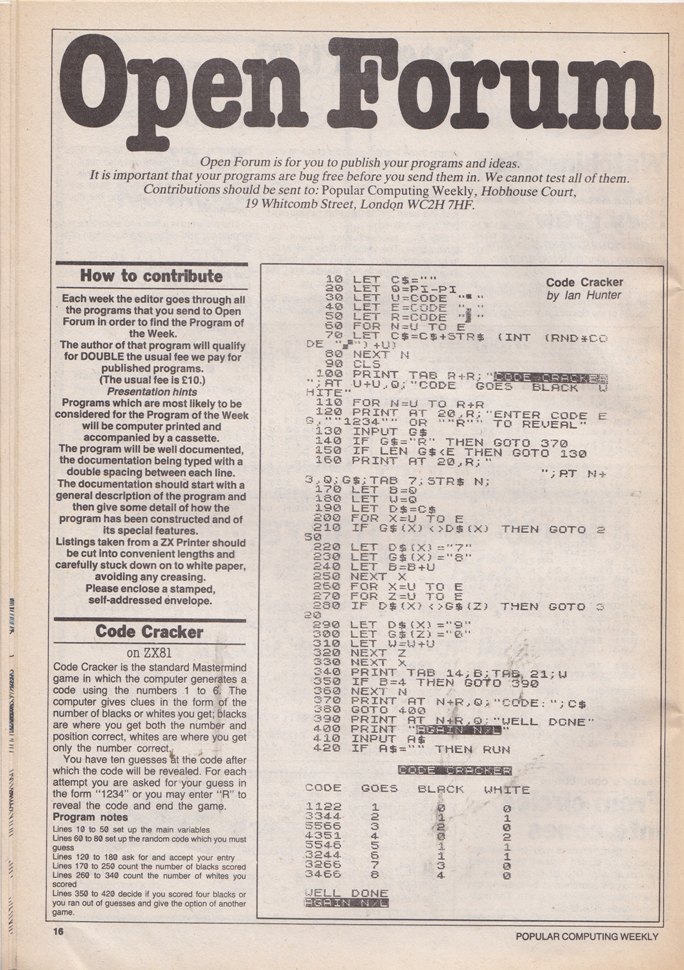 Open Forum
Open Forum is for you to publish your programs and ideas.
It is important that your programs are bug free before you send them in. We cannot test all of them.
Contributions should be sent to: Popular Computing Weekly, Hobhouse Court,
19 Whitcomb Street, London WC2H 7HF.
How to contribute
Each week the editor goes through all
the programs that you send to Open
Forum in order to find the Program of
the Week.
The author of that program will qualify
for DOUBLE the usual fee we pay for
published programs.
(The usual fee is £10.)
Presentation hints
Programs which are most likely to be
considered for the Program of the Week
will be computer printed and
accompanied by a cassette.
The program will be well documented,
the documentation being typed with a
double spacing between each line.
The documentation should start with a
general description of the program and
then give some detail of how the
program has been constructed and of
its special features.
Listings taken from a ZX Printer should
be cut into convenient lengths and
carefully stuck down on to white paper,
avoiding any creasing.
Please enclose a stamped,
self-addressed envelope.
Code Cracker
on ZX81
Code Cracker is the standard Mastermind
game in which the computer generates a
code using the numbers 1 to 6. The
computer gives clues in the form of the
number of blacks or whites you get; blacks
are where you get both the number and
position correct, whites are where you get
only the number correct.
You have ten guesses at the code after
which the code will be revealed. For each
attempt you are asked for your guess in
the form "1234" or you may enter "R" to
reveal the code and end the game.
Program notes
Lines 10 to 50 set up the main variables
Lines 60 to 80 set up the random code which you must
guess
Lines 120 to 180 ask for and accept your entry
Lines 170 to 250 count the number of blacks scored
Lines 260 to 340 count the number of whites you
scored
Lines 350 to 420 decide if you scored four blacks or
you ran out of guesses and give the option of another
game.
Code Cracker
by Ian Hunter
10 LET C$=""
20 LET Q=PI-PI
30 LET U=CODE "▝"
40 LET E=CODE "
50 LET R=CODE "
60 FOR N=U TO E
70 LET C$=C$+STR$ (INT (RND*CO
DE "▞")+U)
80 NEXT N
90 CLS
100 PRINT TAB R+R;"CODE CRACKER
";AT U+U,Q;"CODE GOES BLACK W
HITE"
110 FOR N=U TO R+R
120 PRINT AT 20,R;"ENTER CODE E
G,""1234"" OR ""R"" TO REVEAL"
130 INPUT G$
140 IF G$="R" THEN GOTO 370
150 IF LEN G$<E THEN GOTO 130
160 PRINT AT 20,R;"
";AT N+
3,Q;G$;TAB 7;STR$ N;
170 LET B=Q
180 LET W=Q
190 LET D$=C$
200 FOR X=U TO E
210 IF G$(X)<>D$(X) THEN GOTO 2
50
220 LET D$(X)="7"
230 LET G$(X)="8"
240 LET B=B+U
250 NEXT X
260 FOR X=U TO E
270 FOR Z=U TO E
280 IF D$(X)<>G$(Z) THEN GOTO 3
20
290 LET D$(X)="9"
300 LET G$(Z)="0"
310 LET W=W+U
320 NEXT Z
330 NEXT X
340 PRINT TAB 14;B;TAB 21;W
350 IF B=4 THEN GOTO 390
360 NEXT N
370 PRINT AT N+R,Q;"CODE:";C$
380 GOTO 400
390 PRINT AT N+R,Q;"WELL DONE"
400 PRINT "AGAIN N/L"
410 INPUT A$
420 IF A$="" THEN RUN
CODE CRACKER
CODE GOES BLACK WHITE
1122 1 0 0
3344 2 1 1
5566 3 2 0
4351 4 0 2
5546 5 1 1
3244 6 1 1
3266 7 3 0
3466 8 4 0
WELL DONE
AGAIN N/L
16
POPULAR COMPUTING WEEKLY